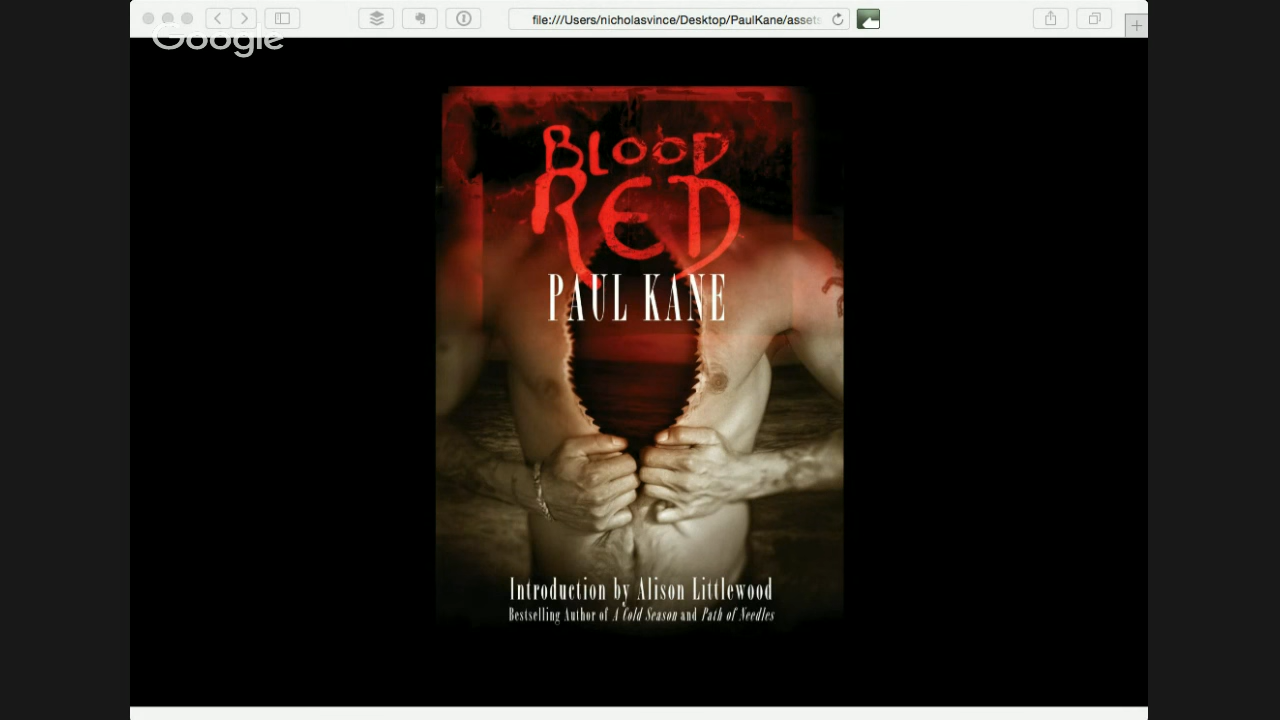 file:///Users/nicholasvince/Desktop/PaulKane/assets
Google
BLOOD
RED
PAUL KANE
Introduction by Alison Littlewood
Bestselling Author of A Cold Season and Path of Needles